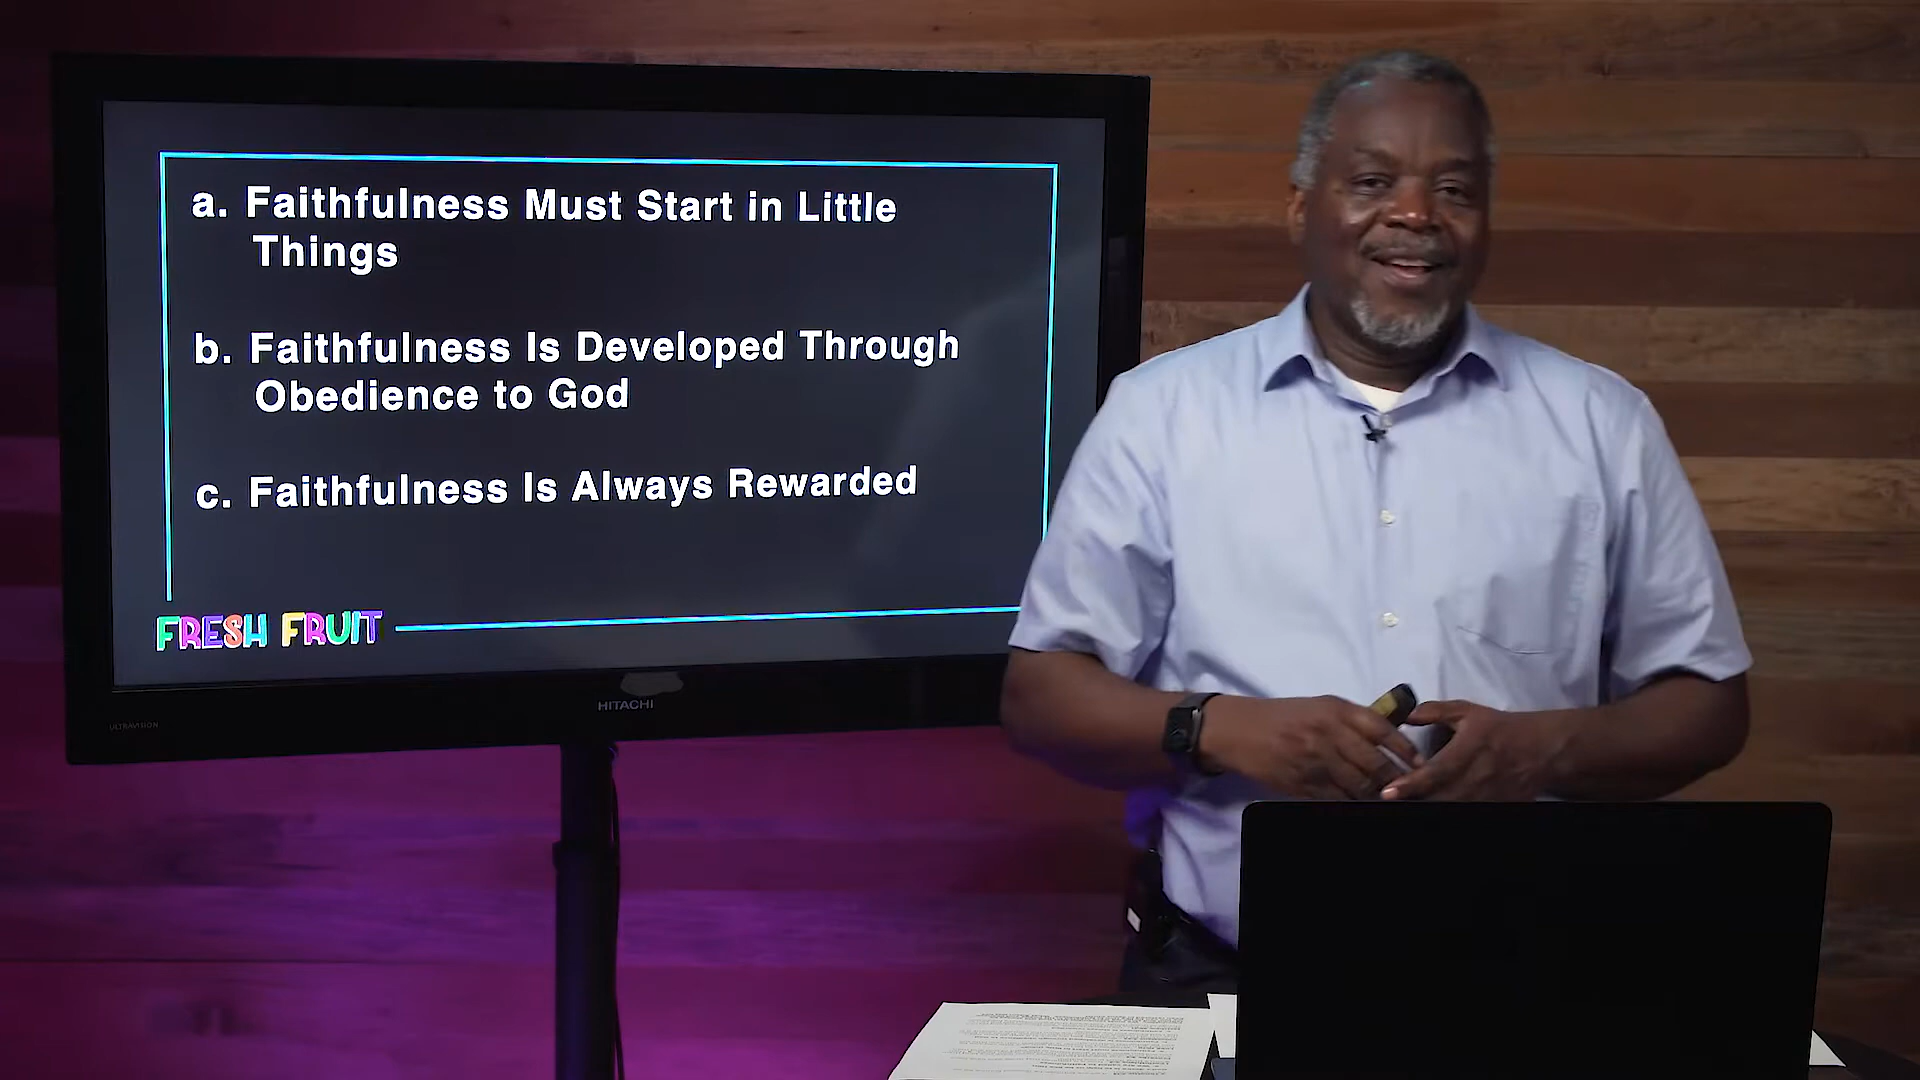 a. Faithfulness Must Start in Little
Things
b. Faithfulness Is Developed Through
Obedience to God
c. Faithfulness Is Always Rewarded
FRESH FRUIT
HITACHI
ULTRAVISION